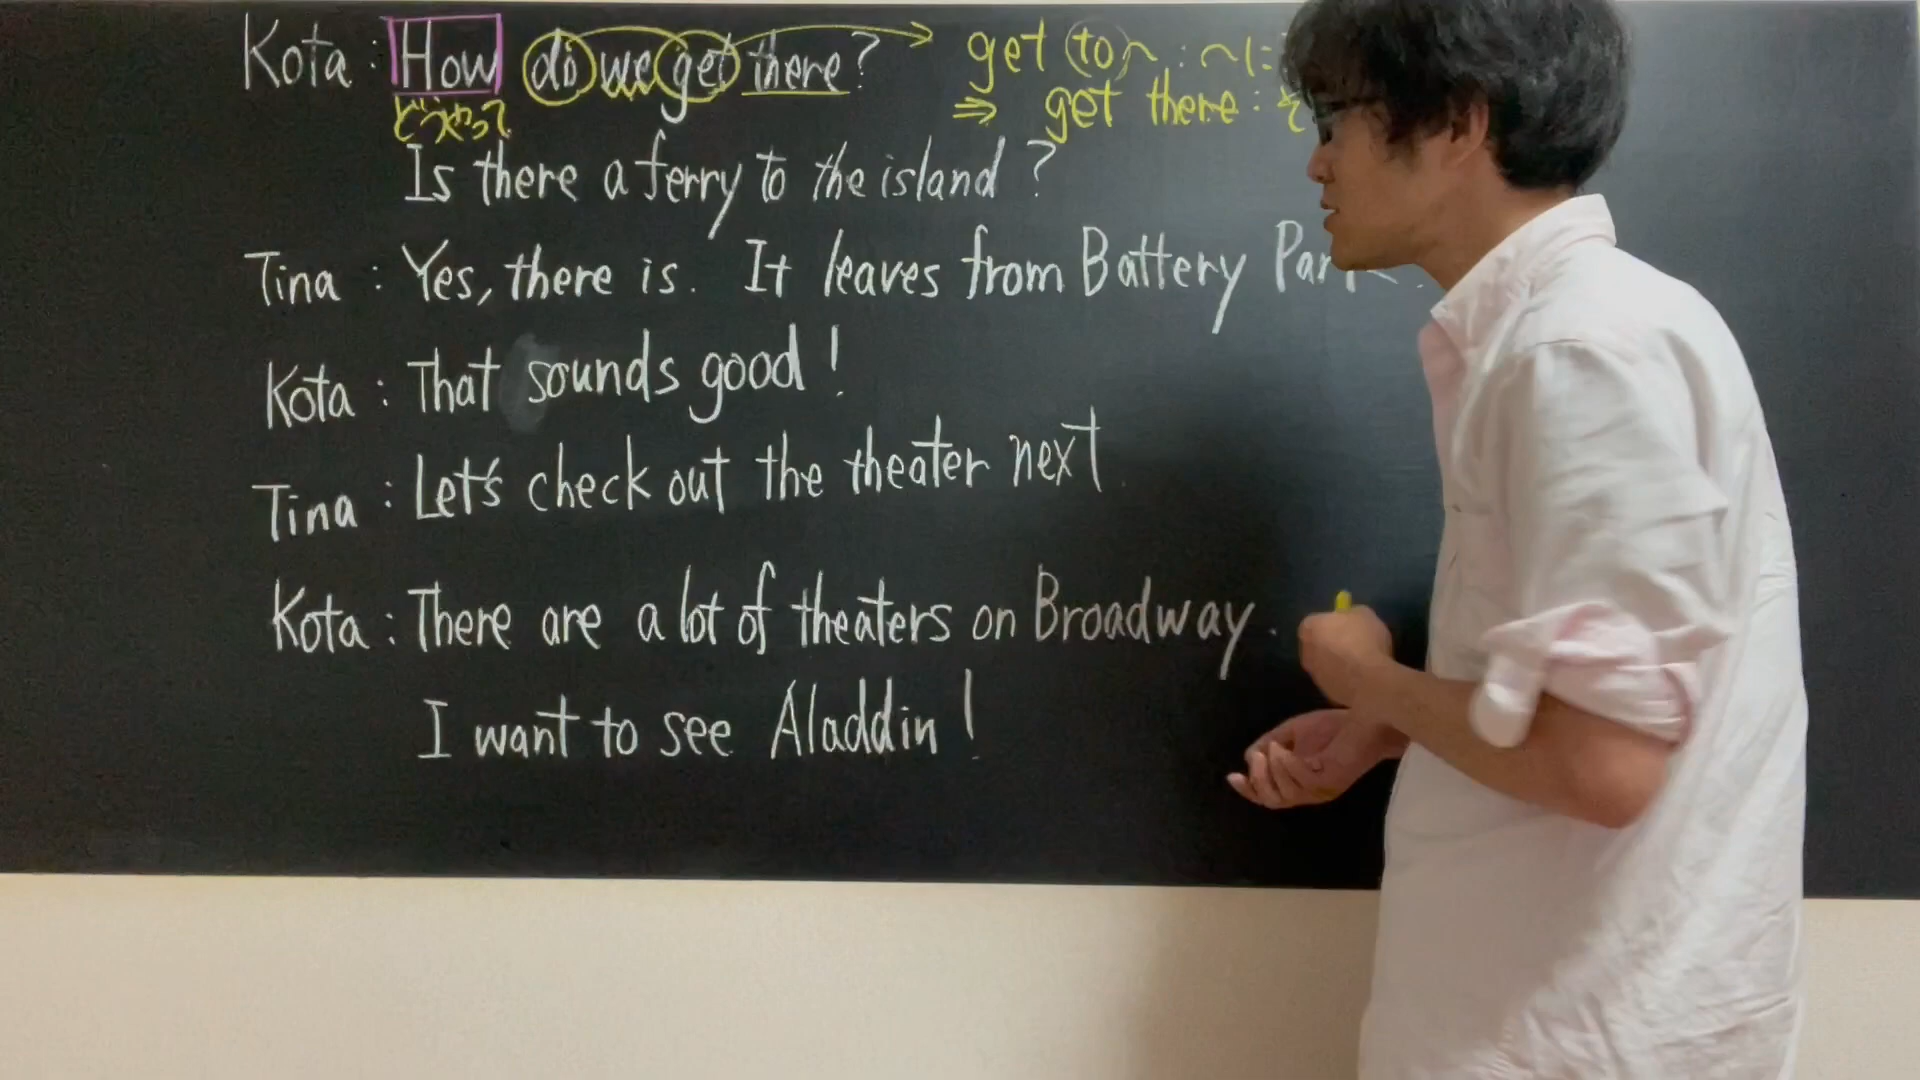 Kota : How do we get there? → get to ~ : ~に
どうやって ⇒ get there : そ
Is there a ferry to the island ?
Tina : Yes, there is. It leaves from Battery Park.
Kota : That sounds good !
Tina : Let's check out the theater next.
Kota : There are a lot of theaters on Broadway.
I want to see Aladdin !